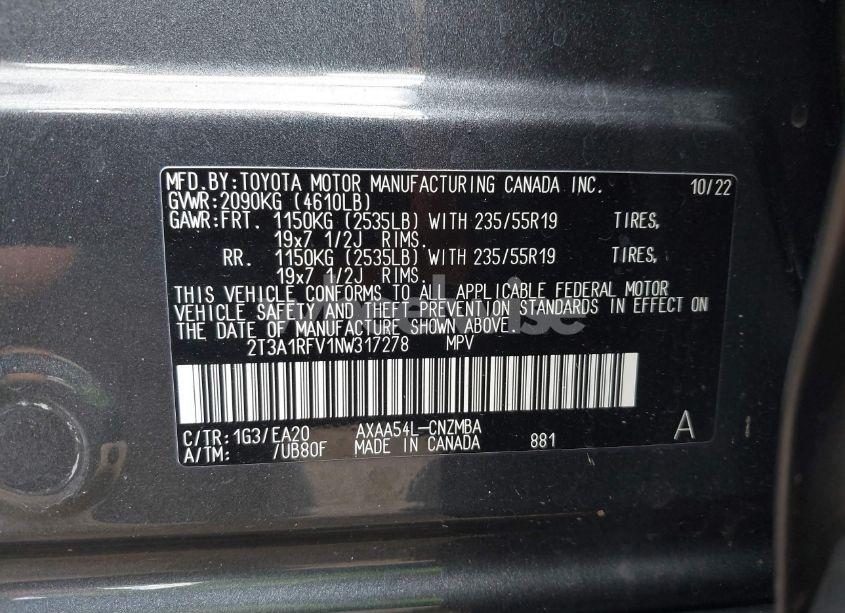 MFD.BY:TOYOTA MOTOR MANUFACTURING CANADA INC. 10/22
GVWR:2090KG (4610LB)
GAWR:FRT. 1150KG (2535LB) WITH 235/55R19 TIRES,
19x7 1/2J RIMS.
RR. 1150KG (2535LB) WITH 235/55R19 TIRES,
19x7 1/2J RIMS.
THIS VEHICLE CONFORMS TO ALL APPLICABLE FEDERAL MOTOR
VEHICLE SAFETY AND THEFT PREVENTION STANDARDS IN EFFECT ON
THE DATE OF MANUFACTURE SHOWN ABOVE.
2T3A1RFV1NW317278 MPV
C/TR:1G3/EA20 AXAA54L-CNZMBA A
A/TM: /UB80F MADE IN CANADA 881